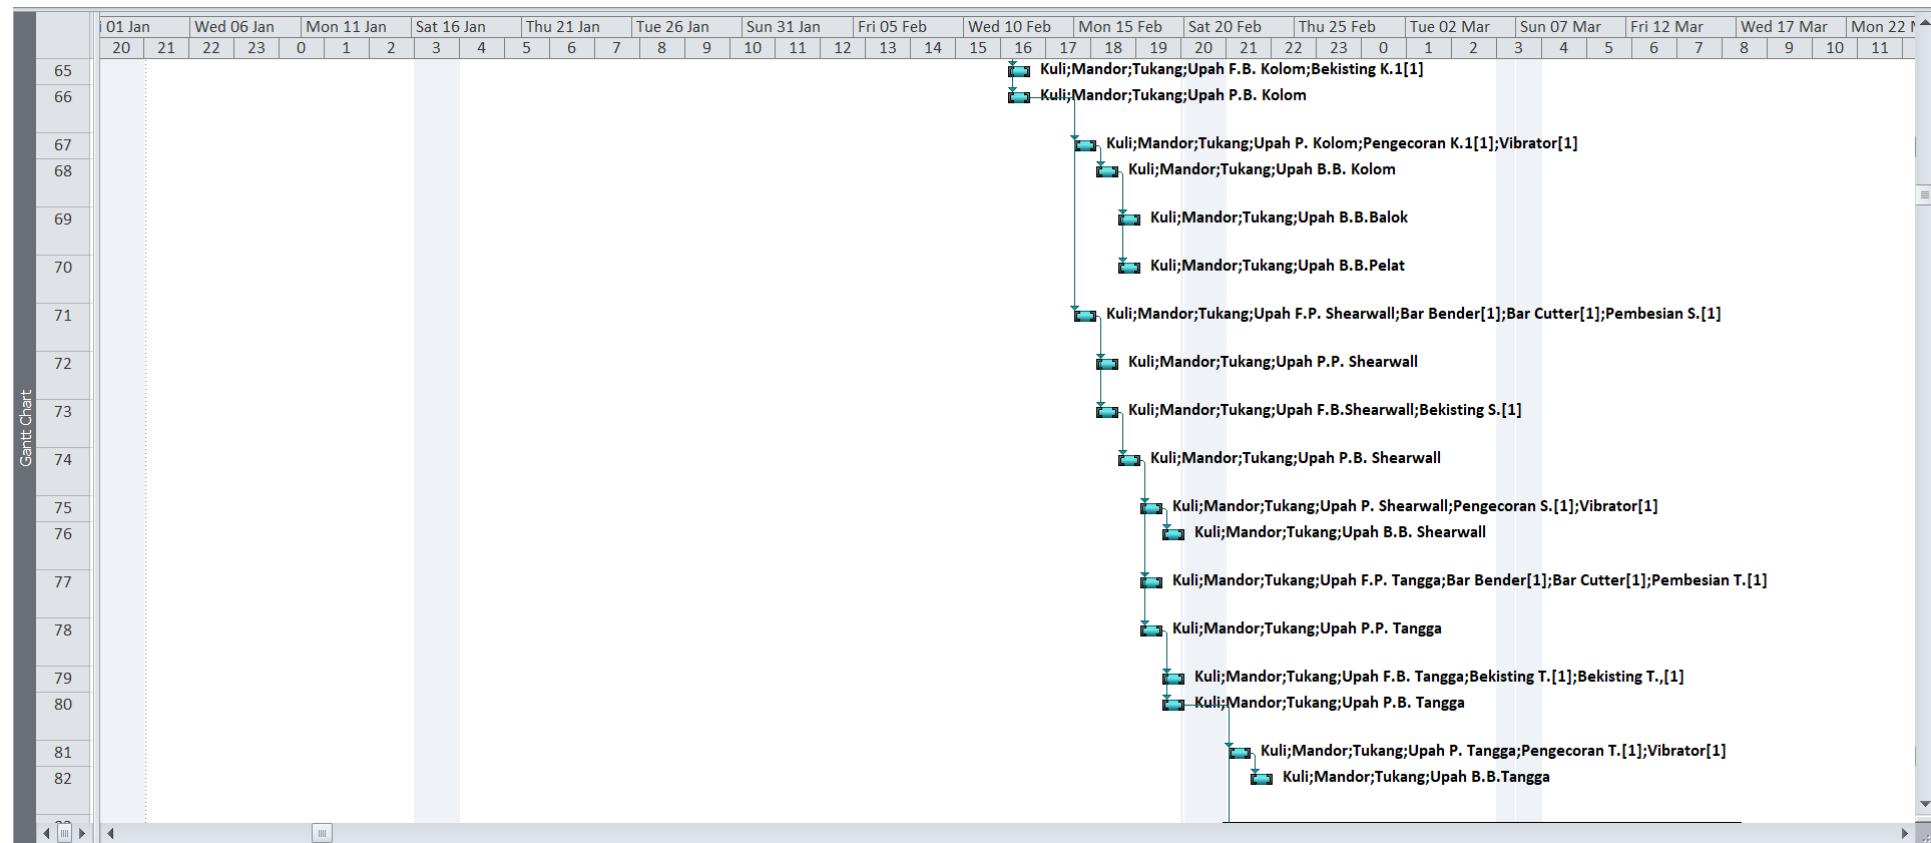 01 Jan Wed 06 Jan Mon 11 Jan Sat 16 Jan Thu 21 Jan Tue 26 Jan Sun 31 Jan Fri 05 Feb Wed 10 Feb Mon 15 Feb Sat 20 Feb Thu 25 Feb Tue 02 Mar Sun 07 Mar Fri 12 Mar Wed 17 Mar Mon 22
20 21 22 23 0 1 2 3 4 5 6 7 8 9 10 11 12 13 14 15 16 17 18 19 20 21 22 23 0 1 2 3 4 5 6 7 8 9 10 11
65 Kuli;Mandor;Tukang;Upah F.B. Kolom;Bekisting K.1[1]
66 Kuli;Mandor;Tukang;Upah P.B. Kolom
67 Kuli;Mandor;Tukang;Upah P. Kolom;Pengecoran K.1[1];Vibrator[1]
68 Kuli;Mandor;Tukang;Upah B.B. Kolom
69 Kuli;Mandor;Tukang;Upah B.B.Balok
70 Kuli;Mandor;Tukang;Upah B.B.Pelat
71 Kuli;Mandor;Tukang;Upah F.P. Shearwall;Bar Bender[1];Bar Cutter[1];Pembesian S.[1]
72 Kuli;Mandor;Tukang;Upah P.P. Shearwall
73 Kuli;Mandor;Tukang;Upah F.B.Shearwall;Bekisting S.[1]
Gantt Chart
74 Kuli;Mandor;Tukang;Upah P.B. Shearwall
75 Kuli;Mandor;Tukang;Upah P. Shearwall;Pengecoran S.[1];Vibrator[1]
76 Kuli;Mandor;Tukang;Upah B.B. Shearwall
77 Kuli;Mandor;Tukang;Upah F.P. Tangga;Bar Bender[1];Bar Cutter[1];Pembesian T.[1]
78 Kuli;Mandor;Tukang;Upah P.P. Tangga
79 Kuli;Mandor;Tukang;Upah F.B. Tangga;Bekisting T.[1];Bekisting T.,[1]
80 Kuli;Mandor;Tukang;Upah P.B. Tangga
81 Kuli;Mandor;Tukang;Upah P. Tangga;Pengecoran T.[1];Vibrator[1]
82 Kuli;Mandor;Tukang;Upah B.B.Tangga